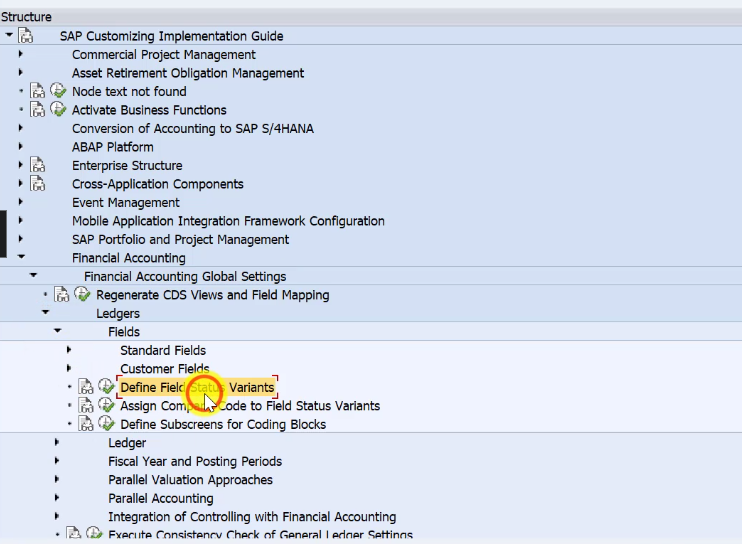 Structure
SAP Customizing Implementation Guide
Commercial Project Management
Asset Retirement Obligation Management
Node text not found
Activate Business Functions
Conversion of Accounting to SAP S/4HANA
ABAP Platform
Enterprise Structure
Cross-Application Components
Event Management
Mobile Application Integration Framework Configuration
SAP Portfolio and Project Management
Financial Accounting
Financial Accounting Global Settings
Regenerate CDS Views and Field Mapping
Ledgers
Fields
Standard Fields
Customer Fields
Define Field Status Variants
Assign Company Code to Field Status Variants
Define Subscreens for Coding Blocks
Ledger
Fiscal Year and Posting Periods
Parallel Valuation Approaches
Parallel Accounting
Integration of Controlling with Financial Accounting
Execute Consistency Check of General Ledger Settings